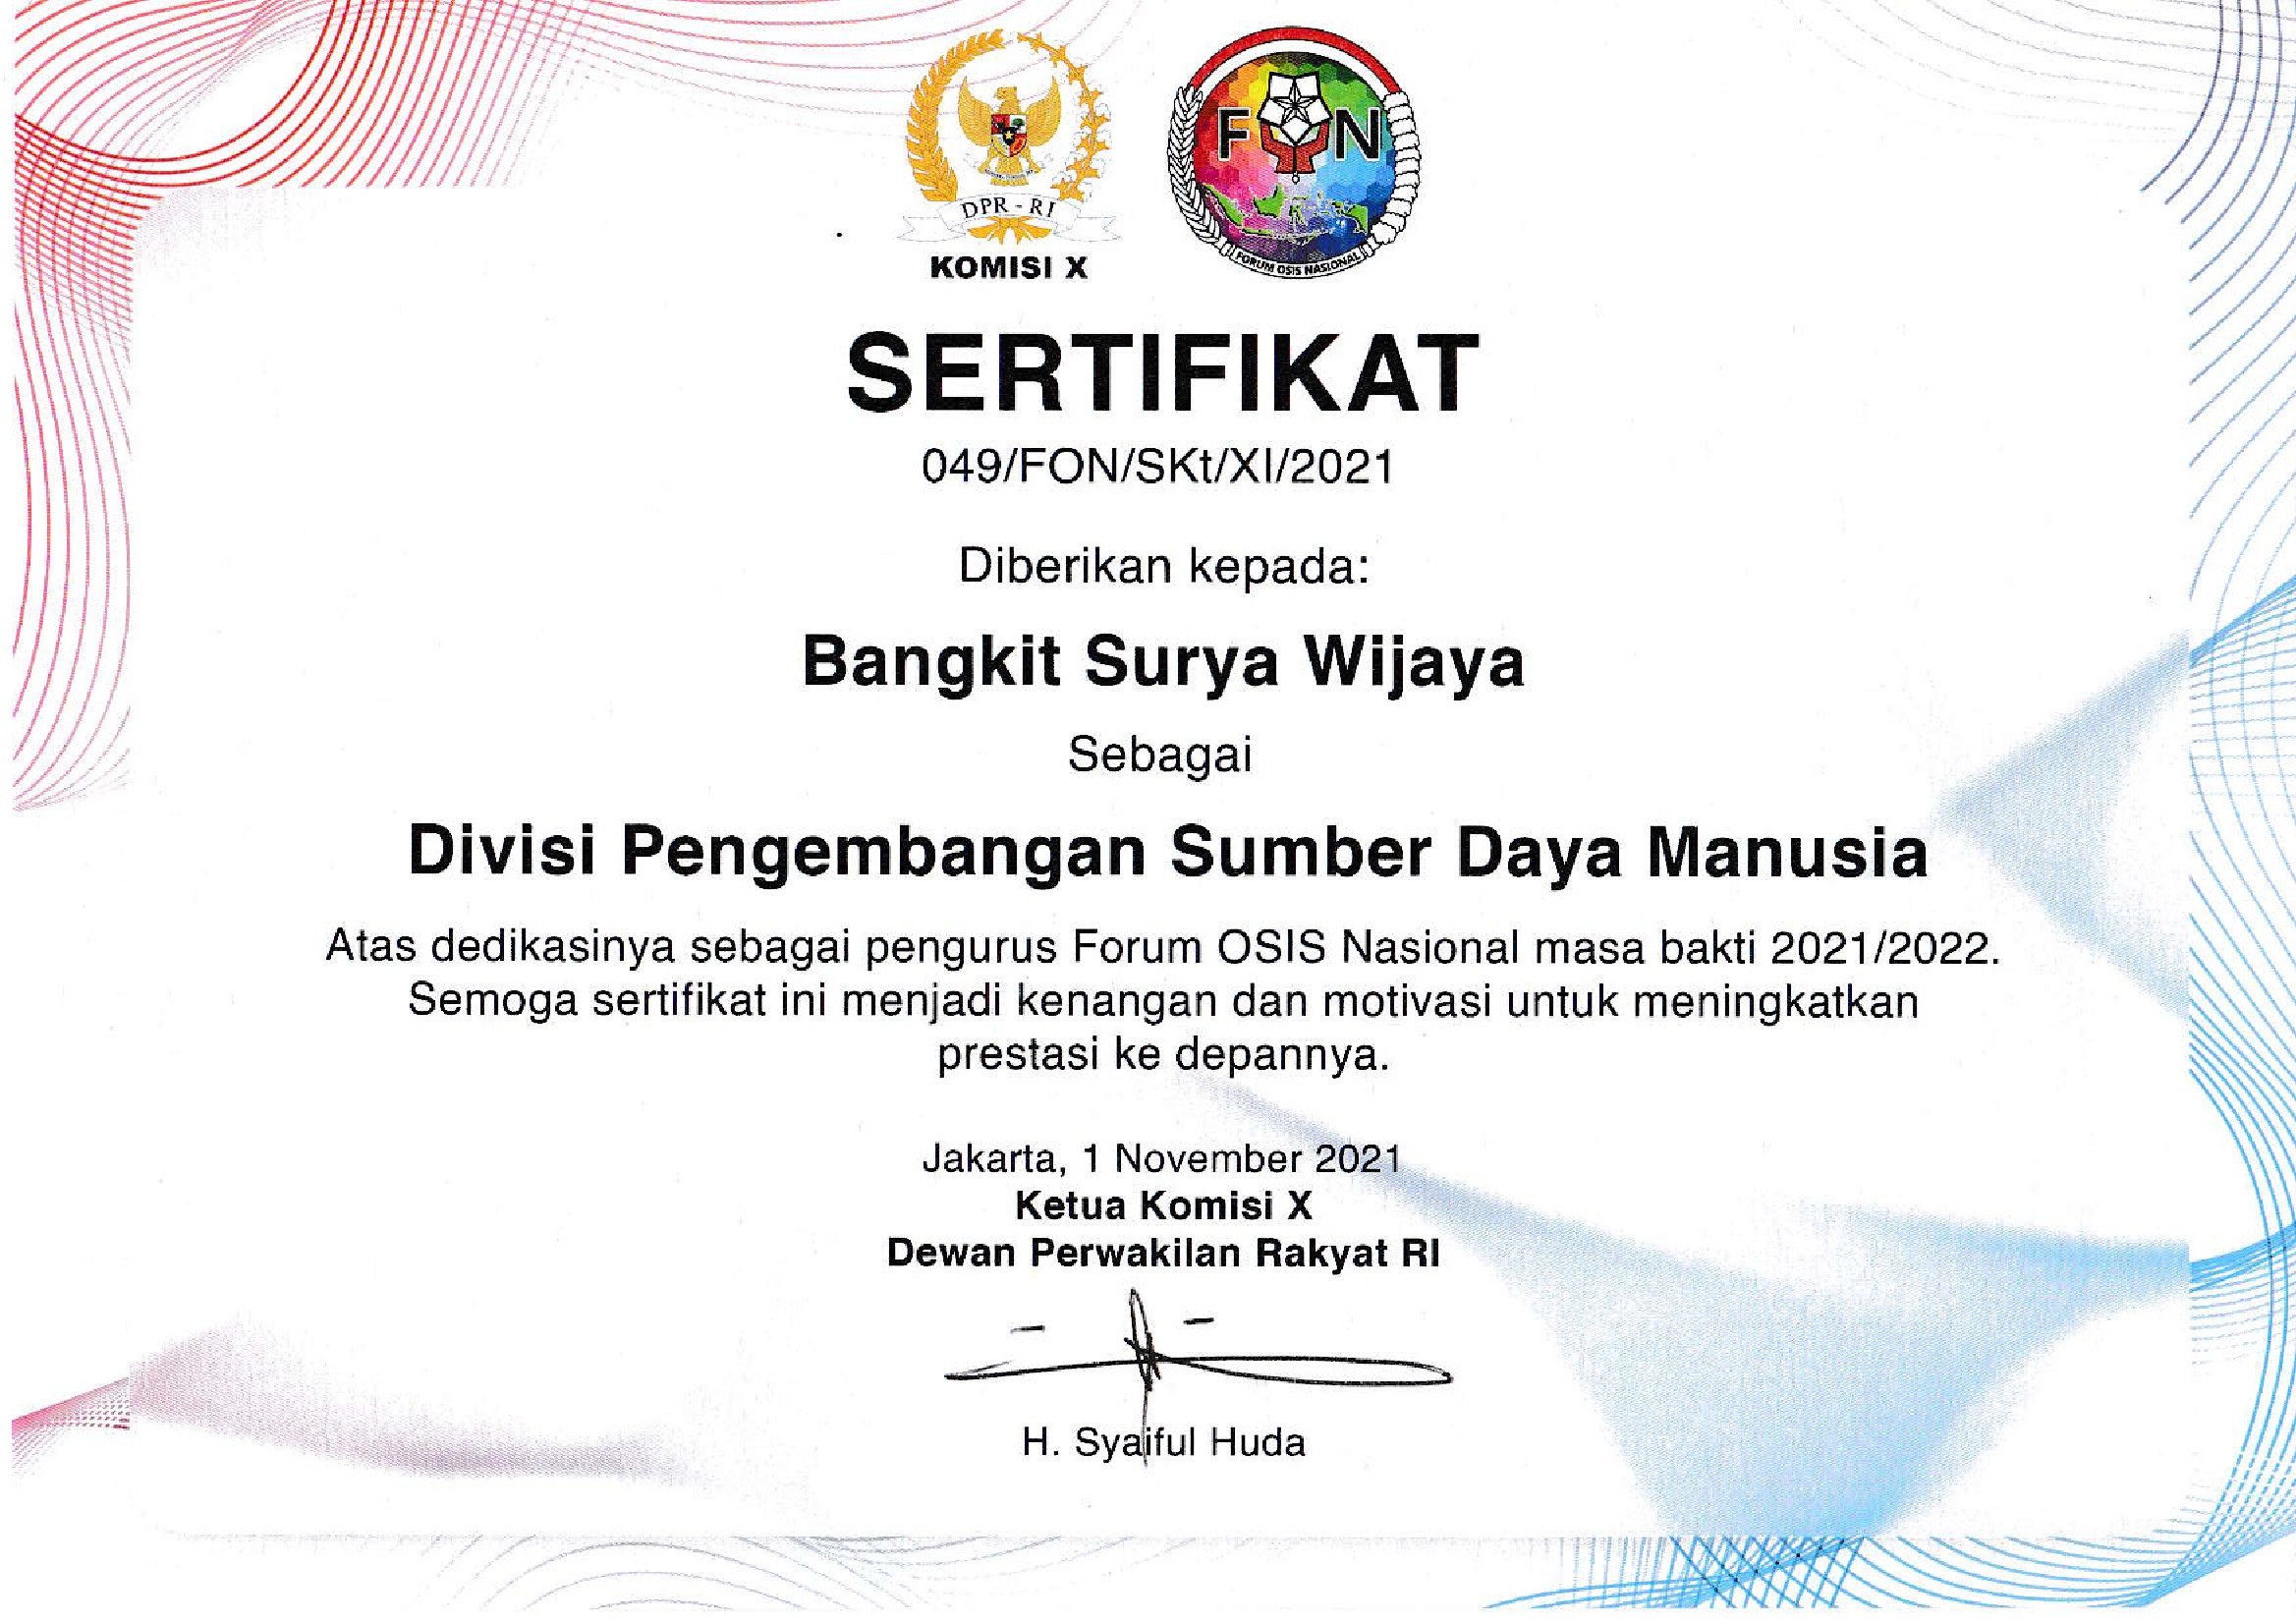 DPR - RI
KOMISI X
FON
FORUM OSIS NASIONAL
SERTIFIKAT
049/FON/SKt/XI/2021
Diberikan kepada:
Bangkit Surya Wijaya
Sebagai
Divisi Pengembangan Sumber Daya Manusia
Atas dedikasinya sebagai pengurus Forum OSIS Nasional masa bakti 2021/2022.
Semoga sertifikat ini menjadi kenangan dan motivasi untuk meningkatkan
prestasi ke depannya.
Jakarta, 1 November 2021
Ketua Komisi X
Dewan Perwakilan Rakyat RI
H. Syaiful Huda